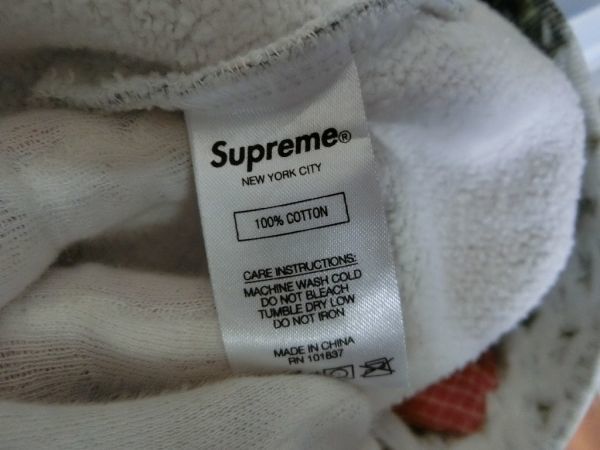 Supreme®
NEW YORK CITY
100% COTTON
CARE INSTRUCTIONS:
MACHINE WASH COLD
DO NOT BLEACH
TUMBLE DRY LOW
DO NOT IRON
MADE IN CHINA
RN 101837